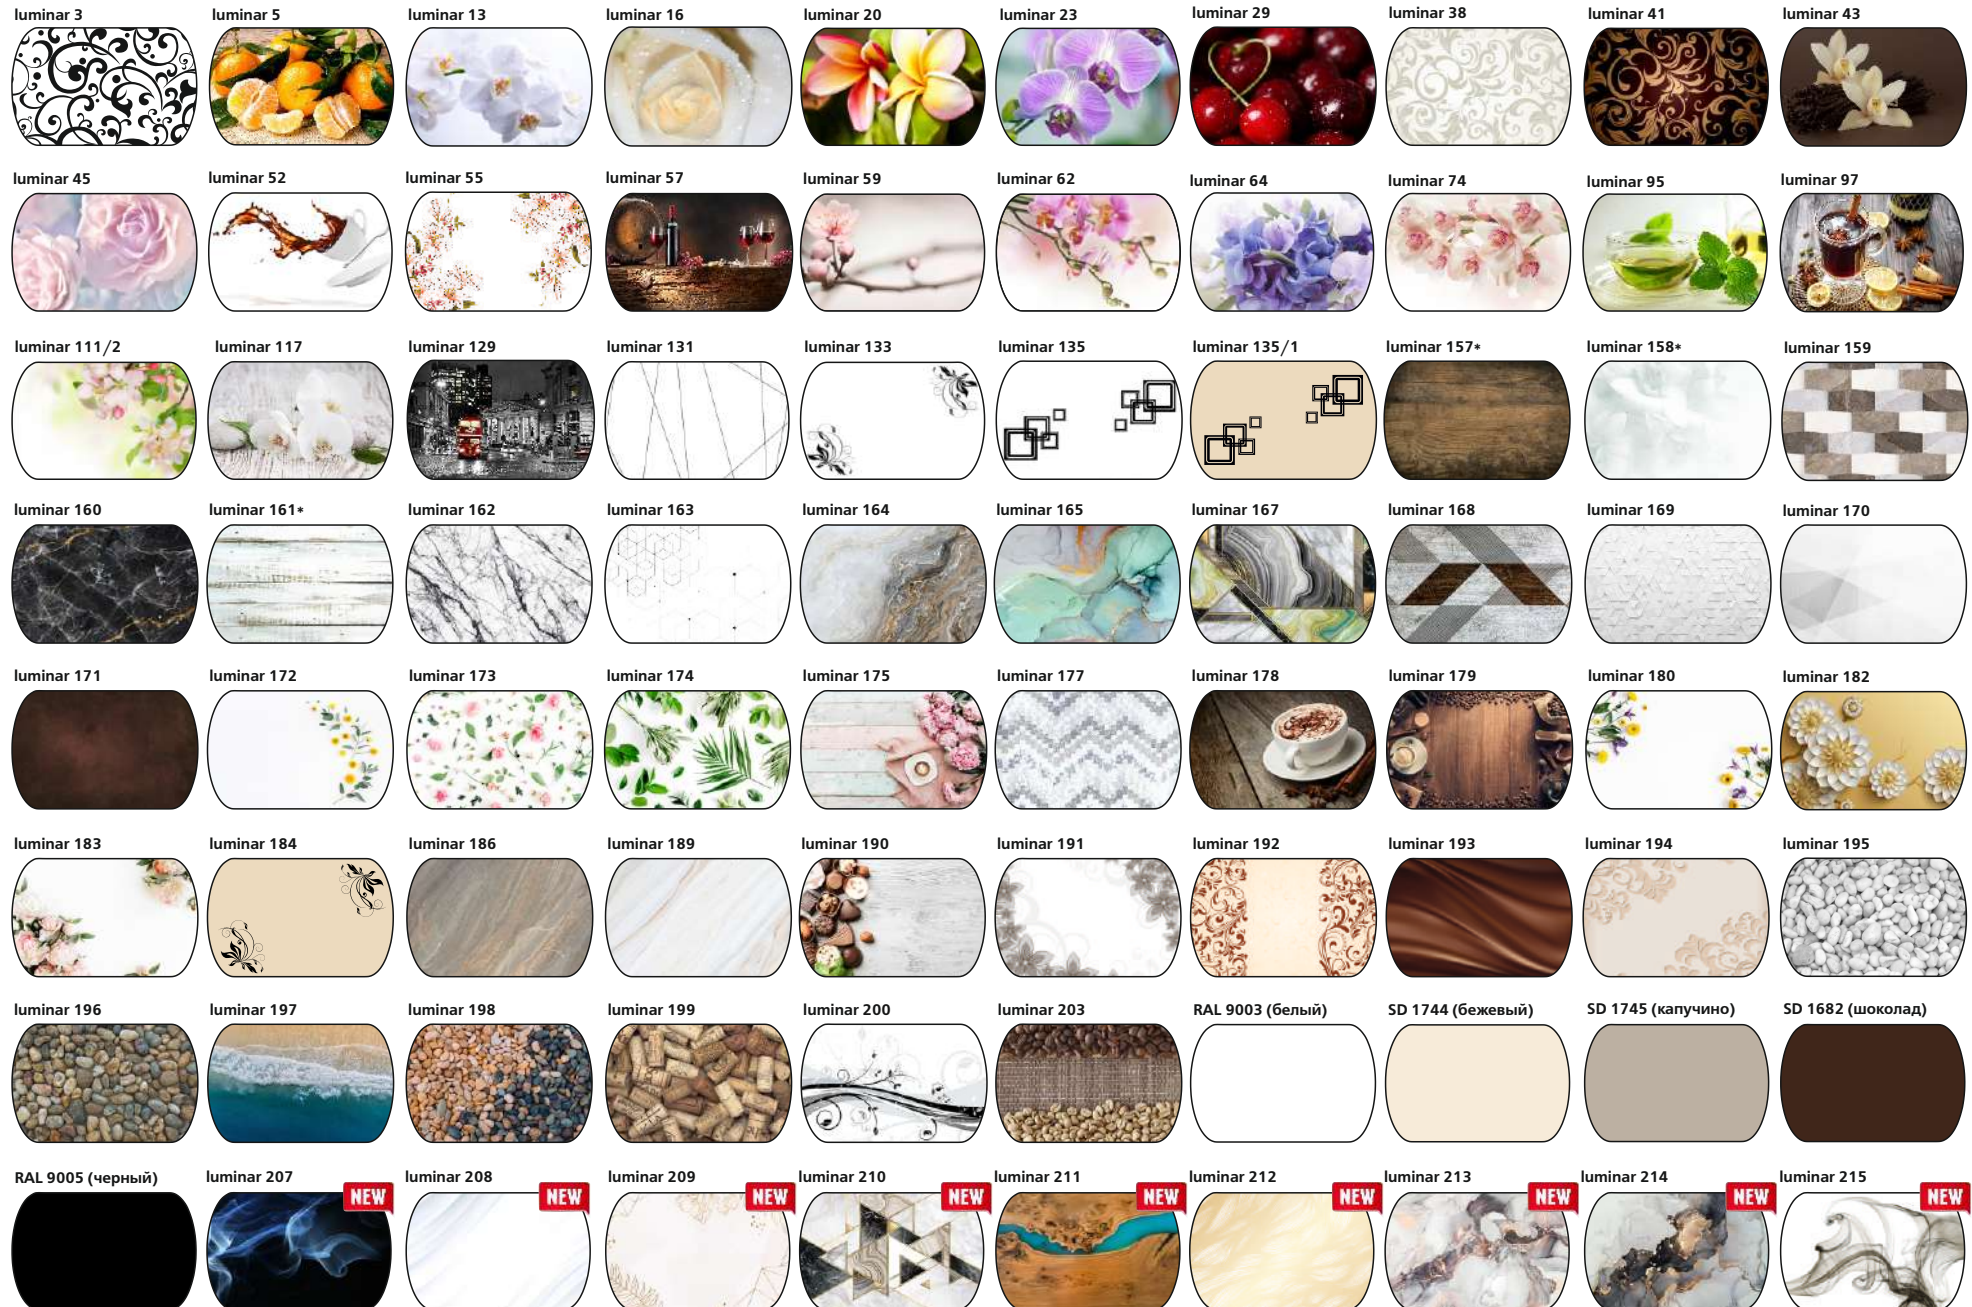 luminar 3 luminar 5 luminar 13 luminar 16 luminar 20 luminar 23 luminar 29 luminar 38 luminar 41 luminar 43
luminar 45 luminar 52 luminar 55 luminar 57 luminar 59 luminar 62 luminar 64 luminar 74 luminar 95 luminar 97
luminar 111/2 luminar 117 luminar 129 luminar 131 luminar 133 luminar 135 luminar 135/1 luminar 157* luminar 158* luminar 159
luminar 160 luminar 161* luminar 162 luminar 163 luminar 164 luminar 165 luminar 167 luminar 168 luminar 169 luminar 170
luminar 171 luminar 172 luminar 173 luminar 174 luminar 175 luminar 177 luminar 178 luminar 179 luminar 180 luminar 182
luminar 183 luminar 184 luminar 186 luminar 189 luminar 190 luminar 191 luminar 192 luminar 193 luminar 194 luminar 195
luminar 196 luminar 197 luminar 198 luminar 199 luminar 200 luminar 203 RAL 9003 (белый) SD 1744 (бежевый) SD 1745 (капучино) SD 1682 (шоколад)
RAL 9005 (черный) luminar 207 luminar 208 luminar 209 luminar 210 luminar 211 luminar 212 luminar 213 luminar 214 luminar 215
NEW NEW NEW NEW NEW NEW NEW NEW NEW